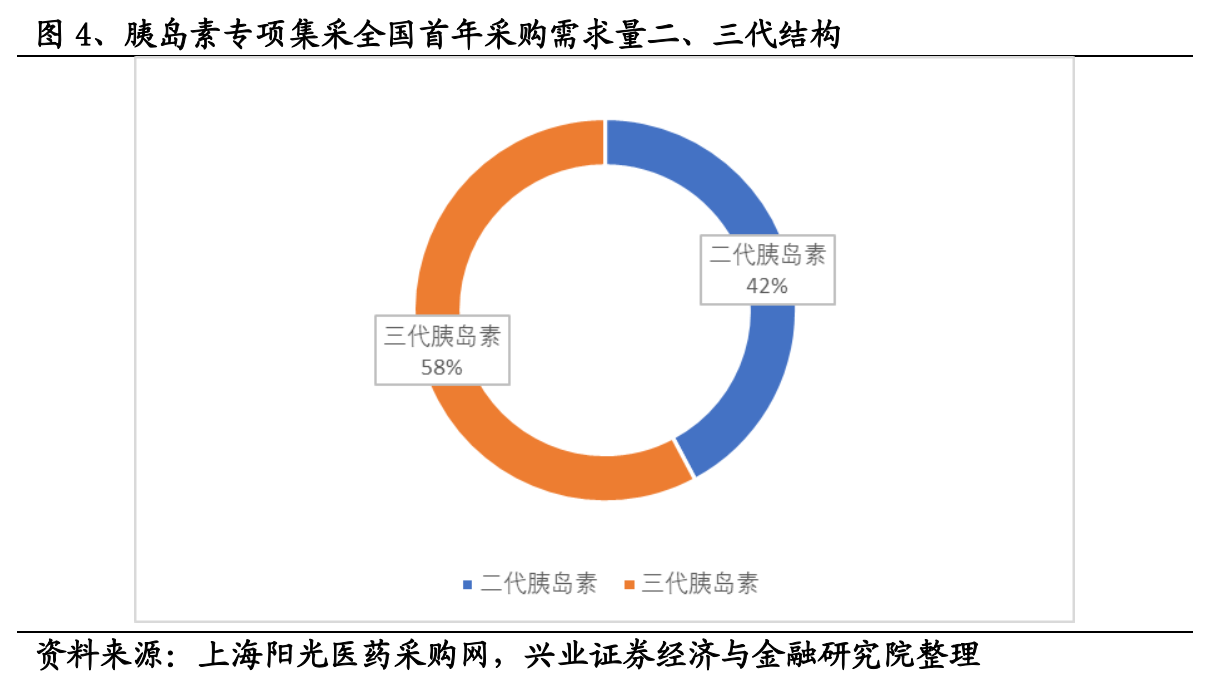 图 4、胰岛素专项集采全国首年采购需求量二、三代结构
二代胰岛素
42%
三代胰岛素
58%
二代胰岛素 三代胰岛素
资料来源：上海阳光医药采购网，兴业证券经济与金融研究院整理